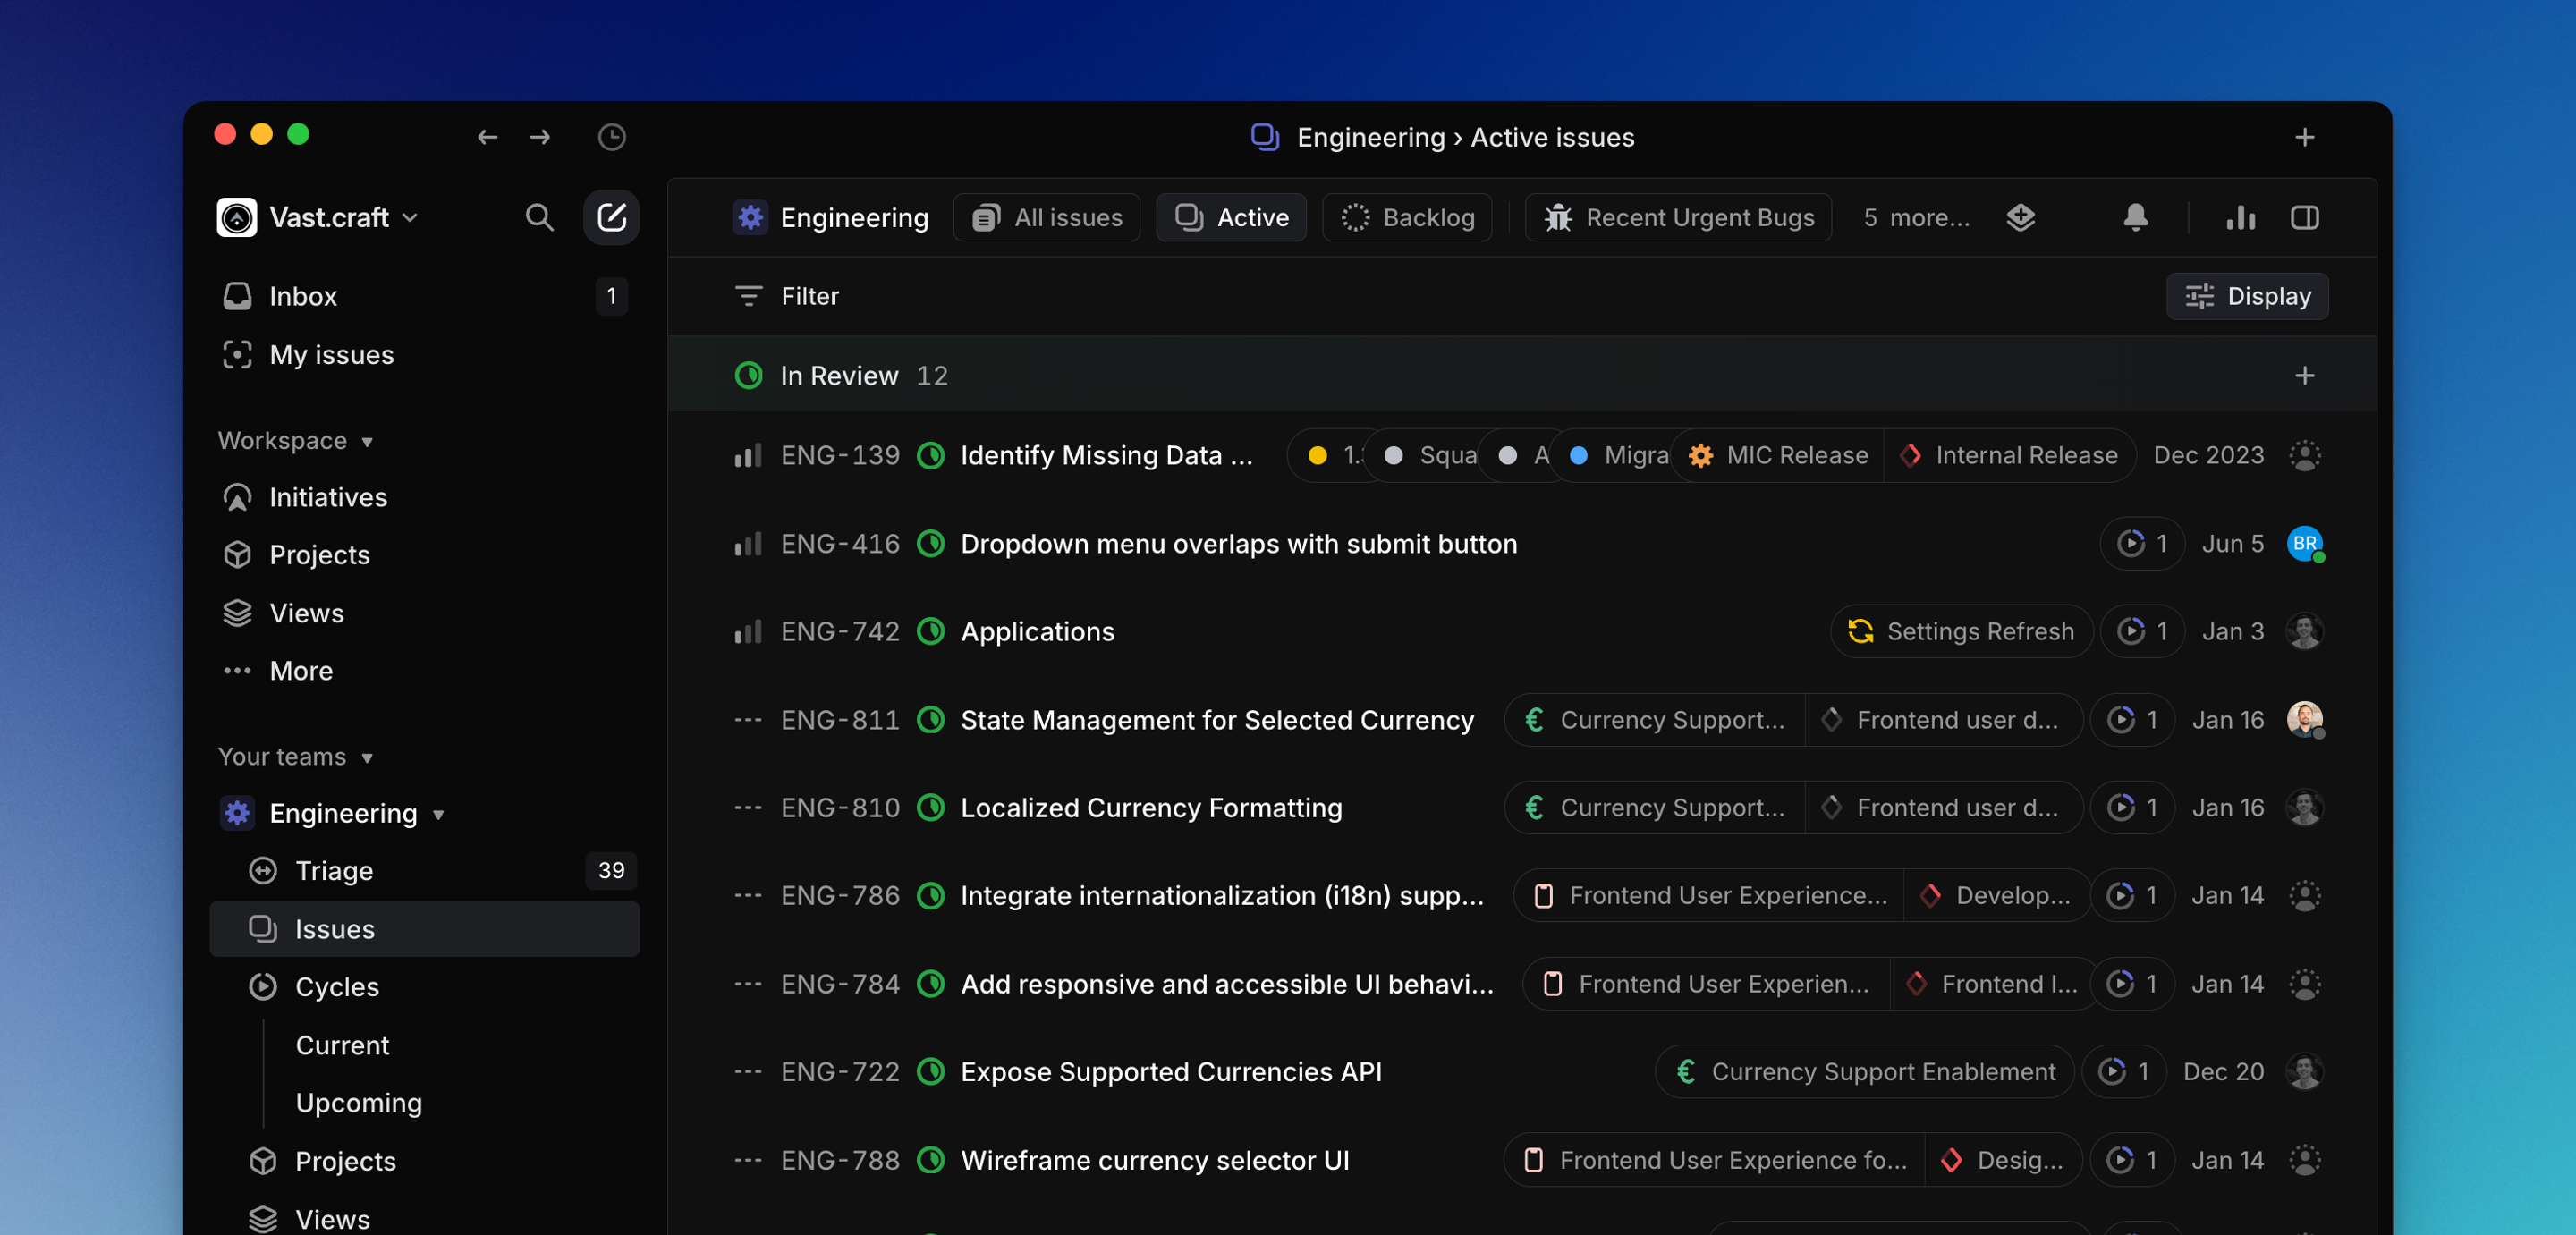 Engineering › Active issues
Vast.craft
Inbox 1
My issues
Workspace
Initiatives
Projects
Views
More
Your teams
Engineering
Triage 39
Issues
Cycles
Current
Upcoming
Projects
Views
Engineering All issues Active Backlog Recent Urgent Bugs 5 more...
Filter Display
In Review 12
ENG-139 Identify Missing Data ... Squa A Migra MIC Release Internal Release Dec 2023
ENG-416 Dropdown menu overlaps with submit button 1 Jun 5 BR
ENG-742 Applications Settings Refresh 1 Jan 3
ENG-811 State Management for Selected Currency € Currency Support... Frontend user d... 1 Jan 16
ENG-810 Localized Currency Formatting € Currency Support... Frontend user d... 1 Jan 16
ENG-786 Integrate internationalization (i18n) supp... Frontend User Experience... Develop... 1 Jan 14
ENG-784 Add responsive and accessible UI behavi... Frontend User Experien... Frontend I... 1 Jan 14
ENG-722 Expose Supported Currencies API € Currency Support Enablement 1 Dec 20
ENG-788 Wireframe currency selector UI Frontend User Experience fo... Desig... 1 Jan 14